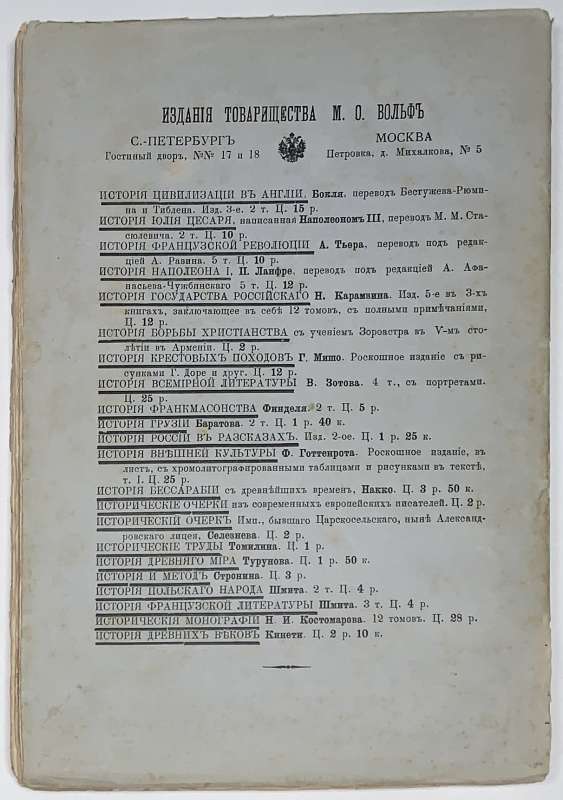 ИЗДАНІЯ ТОВАРИЩЕСТВА М. О. ВОЛЬФЪ
С.-ПЕТЕРБУРГЪ
Гостиный дворъ, №№ 17 и 18
МОСКВА
Петровка, д. Михалкова, № 5
ИСТОРІЯ ЦИВИЛИЗАЦІИ ВЪ АНГЛІИ, Бокля, переводъ Бестужева-Рюми-
на и Тиблена. Изд. 3-е. 2 т. Ц. 15 р.
ИСТОРІЯ ЮЛІЯ ЦЕСАРЯ, написанная Наполеономъ III, переводъ М. М. Ста-
сюлевича. 2 т. Ц. 10 р.
ИСТОРІЯ ФРАНЦУЗСКОЙ РЕВОЛЮЦІИ А. Тьера, переводъ подъ редак-
ціей А. Разина. 5 т. Ц. 10 р.
ИСТОРІЯ НАПОЛЕОНА I, П. Ланфре, переводъ подъ редакціей А. Афа-
насьева-Чужбинскаго 5 т. Ц. 12 р.
ИСТОРІЯ ГОСУДАРСТВА РОССІЙСКАГО Н. Карамзина. Изд. 5-е въ 3-хъ
книгахъ, заключающее въ себѣ 12 томовъ, съ полными примѣчаніями,
Ц. 12 р.
ИСТОРІЯ БОРЬБЫ ХРИСТІАНСТВА съ ученіемъ Зороастра въ V-мъ сто-
лѣтіи въ Арменіи. Ц. 2 р.
ИСТОРІЯ КРЕСТОВЫХЪ ПОХОДОВЪ Г. Мишо. Роскошное изданіе съ ри-
сунками Г. Доре и друг. Ц. 12 р.
ИСТОРІЯ ВСЕМІРНОЙ ЛИТЕРАТУРЫ В. Зотова. 4 т., съ портретами.
Ц. 25 р.
ИСТОРІЯ ФРАНКМАСОНСТВА Финделя. 2 т. Ц. 5 р.
ИСТОРІЯ ГРУЗІИ Баратова. 2 т. Ц. 1 р. 40 к.
ИСТОРІЯ РОССІИ ВЪ РАЗСКАЗАХЪ. Изд. 2-ое. Ц. 1 р. 25 к.
ИСТОРІЯ ВНѢШНЕЙ КУЛЬТУРЫ Ф. Готтенрота. Роскошное изданіе, въ
листъ, съ хромолитографированными таблицами и рисунками въ текстѣ,
т. I. Ц. 25 р.
ИСТОРІЯ БЕССАРАБІИ съ древнѣйшихъ временъ, Накко. Ц. 3 р. 50 к.
ИСТОРИЧЕСКІЕ ОЧЕРКИ изъ современныхъ европейскихъ писателей. Ц. 2 р.
ИСТОРИЧЕСКІЙ ОЧЕРКЪ Имп., бывшаго Царскосельскаго, нынѣ Александ-
ровскаго лицея, Селезнева. Ц. 2 р.
ИСТОРИЧЕСКІЕ ТРУДЫ Томилина. Ц. 1 р.
ИСТОРІЯ ДРЕВНЯГО МІРА Турунова. Ц. 1 р. 50 к.
ИСТОРІЯ И МЕТОДЪ Стронина. Ц. 3 р.
ИСТОРІЯ ПОЛЬСКАГО НАРОДА Шмита. 2 т. Ц. 4 р.
ИСТОРІЯ ФРАНЦУЗСКОЙ ЛИТЕРАТУРЫ Шмита. 3 т. Ц. 4 р.
ИСТОРИЧЕСКІЯ МОНОГРАФІИ Н. И. Костомарова. 12 томовъ. Ц. 28 р.
ИСТОРІЯ ДРЕВНИХЪ ВѢКОВЪ Кинети. Ц. 2 р. 10 к.